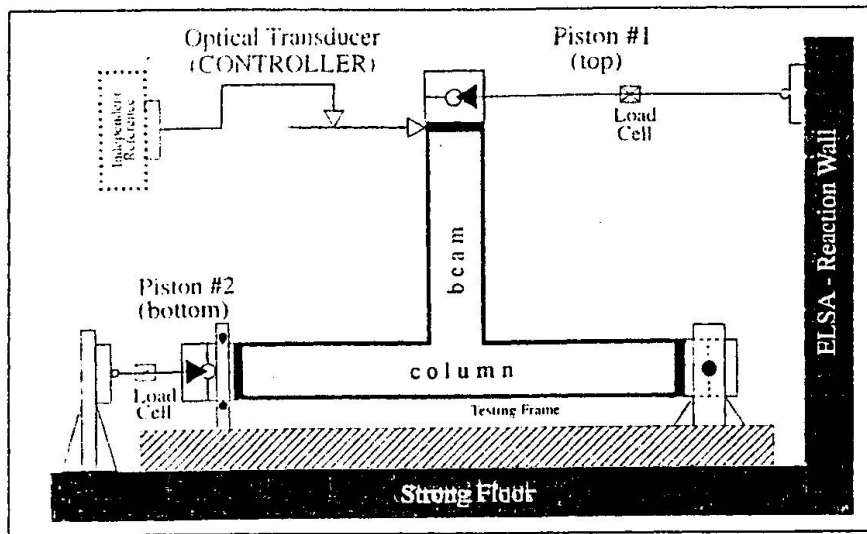 Optical Transducer
(CONTROLLER)
Piston #1
(top)
Independent
Reference
Load
Cell
ELSA - Reaction Wall
beam
Piston #2
(bottom)
Load
Cell
column
Testing Frame
Strong Floor